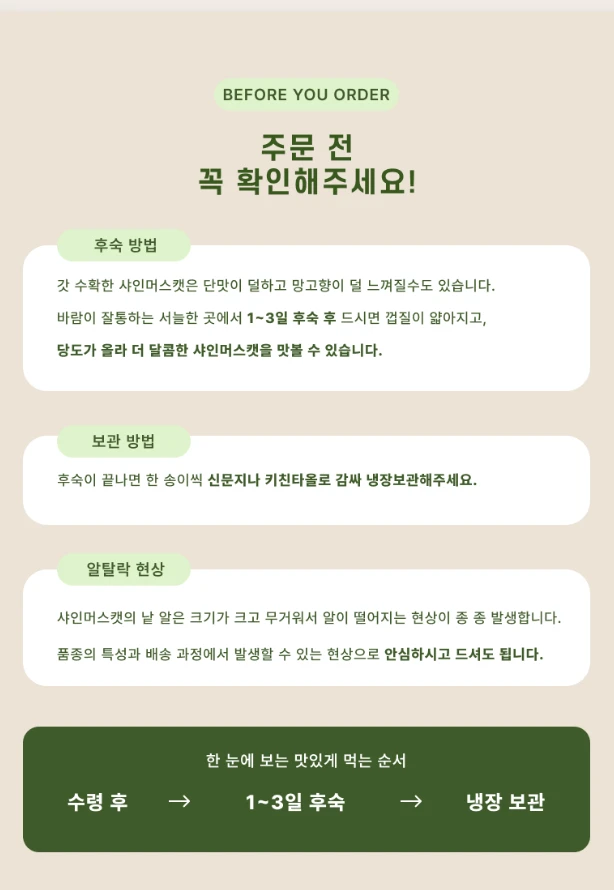 BEFORE YOU ORDER
주문 전
꼭 확인해주세요!
후숙 방법
갓 수확한 샤인머스캣은 단맛이 덜하고 망고향이 덜 느껴질수도 있습니다.
바람이 잘통하는 서늘한 곳에서 1~3일 후숙 후 드시면 껍질이 얇아지고,
당도가 올라 더 달콤한 샤인머스캣을 맛볼 수 있습니다.
보관 방법
후숙이 끝나면 한 송이씩 신문지나 키친타올로 감싸 냉장보관해주세요.
알탈락 현상
샤인머스캣의 낱 알은 크기가 크고 무거워서 알이 떨어지는 현상이 종 종 발생합니다.
품종의 특성과 배송 과정에서 발생할 수 있는 현상으로 안심하시고 드셔도 됩니다.
한 눈에 보는 맛있게 먹는 순서
수령 후 → 1~3일 후숙 → 냉장 보관